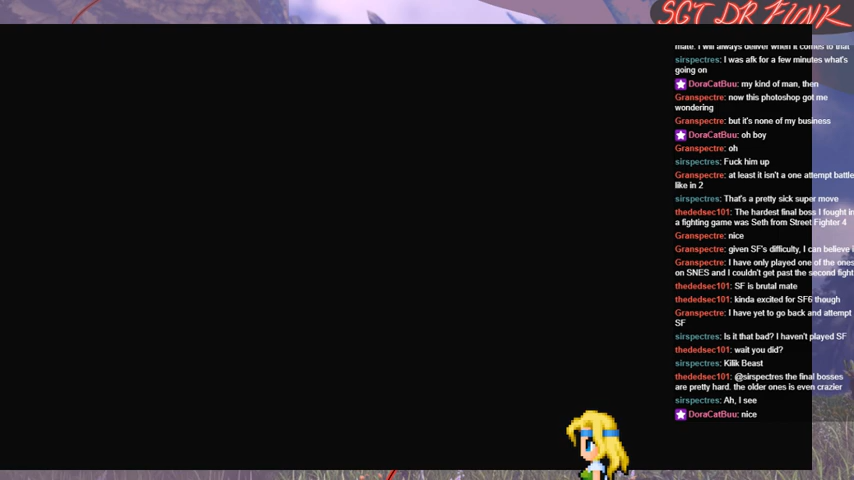 SGT DR FUNK
mate. I will always deliver when it comes to that
sirspectres: I was afk for a few minutes what's
going on
DoraCatBuu: my kind of man, then
Granspectre: now this photoshop got me
wondering
Granspectre: but it's none of my business
DoraCatBuu: oh boy
Granspectre: oh
sirspectres: Fuck him up
Granspectre: at least it isn't a one attempt battle
like in 2
sirspectres: That's a pretty sick super move
thededsec101: The hardest final boss I fought in
a fighting game was Seth from Street Fighter 4
Granspectre: nice
Granspectre: given SF's difficulty, I can believe i
Granspectre: I have only played one of the ones
on SNES and I couldn't get past the second fight
thededsec101: SF is brutal mate
thededsec101: kinda excited for SF6 though
Granspectre: I have yet to go back and attempt
SF
sirspectres: Is it that bad? I haven't played SF
thededsec101: wait you did?
sirspectres: Kilik Beast
thededsec101: @sirspectres the final bosses
are pretty hard. the older ones is even crazier
sirspectres: Ah, I see
DoraCatBuu: nice